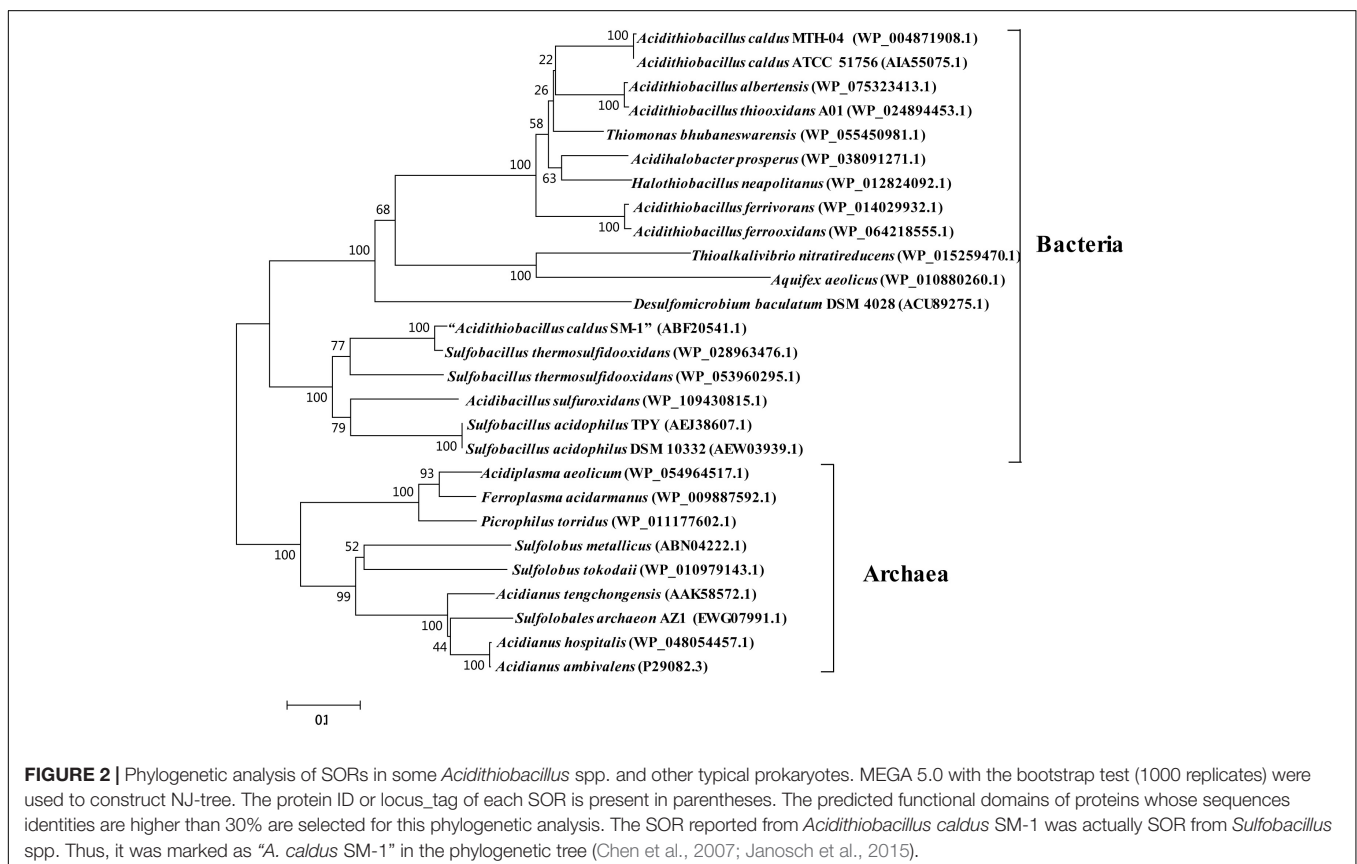 100
Acidithiobacillus caldus MTH-04 (WP_004871908.1)
Acidithiobacillus caldus ATCC 51756 (AIA55075.1)
22
Acidithiobacillus albertensis (WP_075323413.1)
26
100
Acidithiobacillus thiooxidans A01 (WP_024894453.1)
58
Thiomonas bhubaneswarensis (WP_055450981.1)
100
Acidihalobacter prosperus (WP_038091271.1)
63
Halothiobacillus neapolitanus (WP_012824092.1)
68
Acidithiobacillus ferrivorans (WP_014029932.1)
100
Acidithiobacillus ferrooxidans (WP_064218555.1)
100
Thioalkalivibrio nitratireducens (WP_015259470.1)
Bacteria
100
Aquifex aeolicus (WP_010880260.1)
Desulfomicrobium baculatum DSM 4028 (ACU89275.1)
100
“Acidithiobacillus caldus SM-1” (ABF20541.1)
77
Sulfobacillus thermosulfidooxidans (WP_028963476.1)
Sulfobacillus thermosulfidooxidans (WP_053960295.1)
100
Acidibacillus sulfuroxidans (WP_109430815.1)
79
Sulfobacillus acidophilus TPY (AEJ38607.1)
100
Sulfobacillus acidophilus DSM 10332 (AEW03939.1)
93
Acidiplasma aeolicum (WP_054964517.1)
100
Ferroplasma acidarmanus (WP_009887592.1)
Picrophilus torridus (WP_011177602.1)
100
52
Sulfolobus metallicus (ABN04222.1)
Sulfolobus tokodaii (WP_010979143.1)
Archaea
99
Acidianus tengchongensis (AAK58572.1)
100
Sulfolobales archaeon AZ1 (EWG07991.1)
44
Acidianus hospitalis (WP_048054457.1)
100
Acidianus ambivalens (P29082.3)
0.1
FIGURE 2 | Phylogenetic analysis of SORs in some Acidithiobacillus spp. and other typical prokaryotes. MEGA 5.0 with the bootstrap test (1000 replicates) were
used to construct NJ-tree. The protein ID or locus_tag of each SOR is present in parentheses. The predicted functional domains of proteins whose sequences
identities are higher than 30% are selected for this phylogenetic analysis. The SOR reported from Acidithiobacillus caldus SM-1 was actually SOR from Sulfobacillus
spp. Thus, it was marked as “A. caldus SM-1” in the phylogenetic tree (Chen et al., 2007; Janosch et al., 2015).